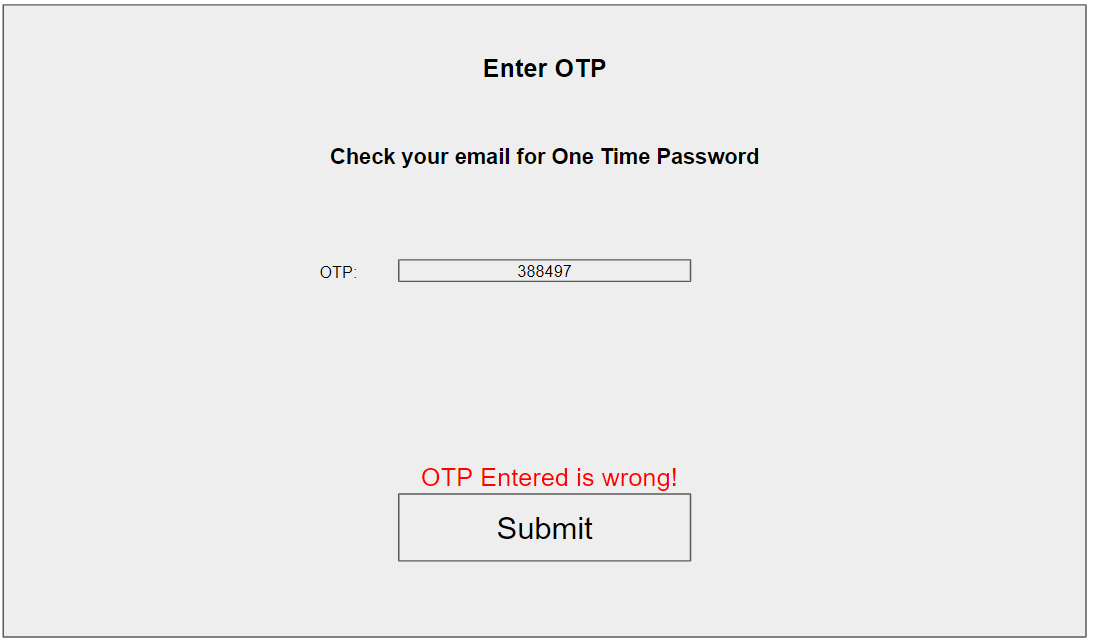 Enter OTP
Check your email for One Time Password
OTP: 388497
OTP Entered is wrong!
Submit